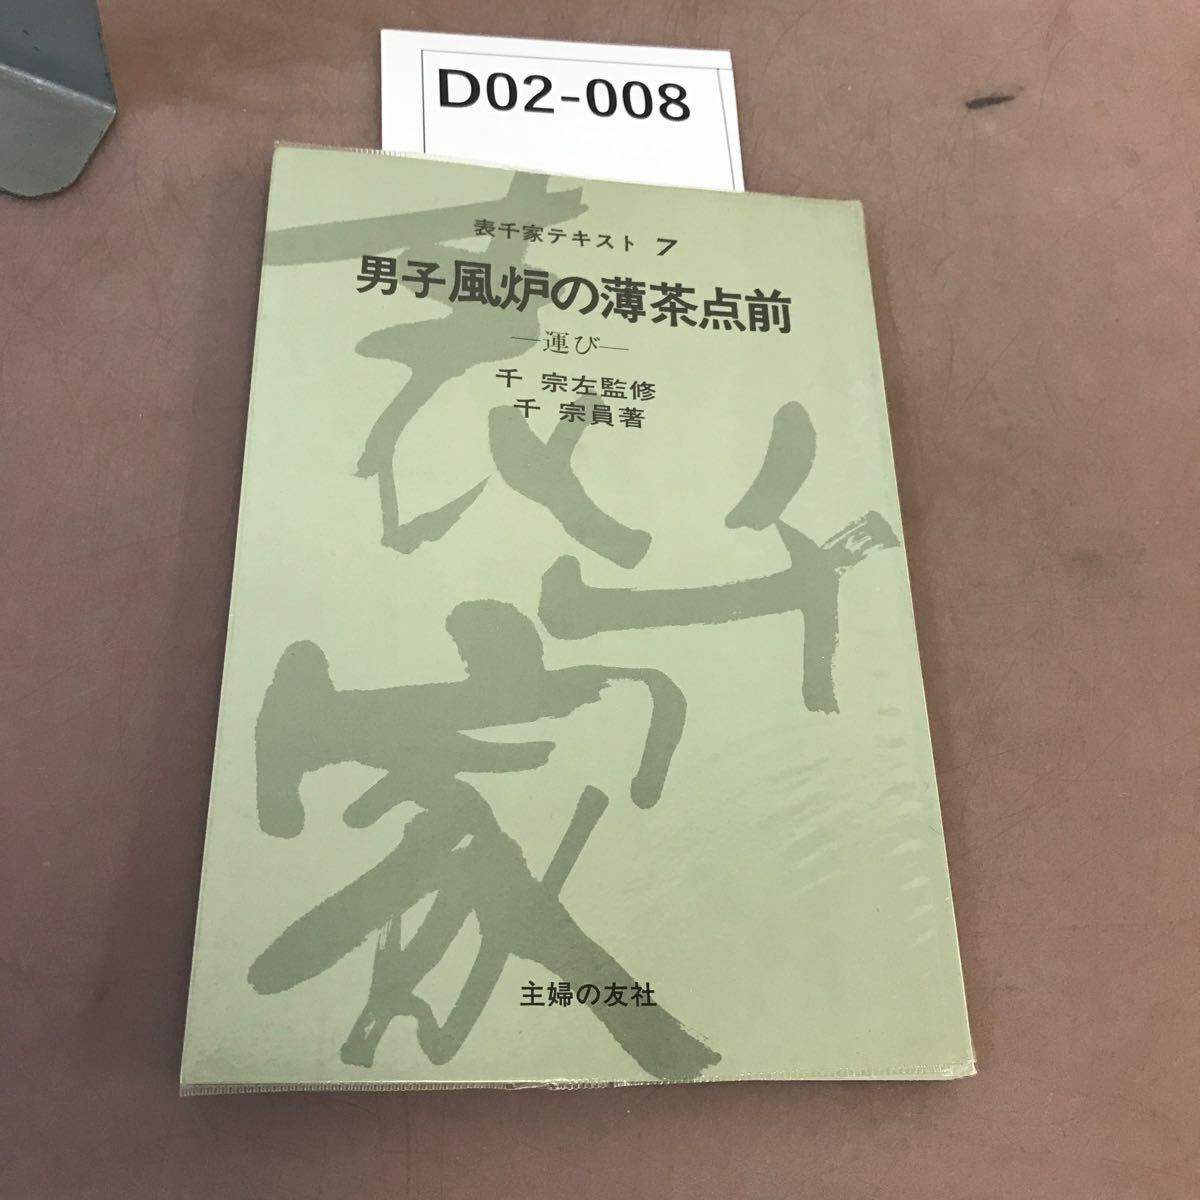 D02-008
表千家テキスト 7
男子風炉の薄茶点前
―運び―
千 宗左監修
千 宗員著
表千家
主婦の友社